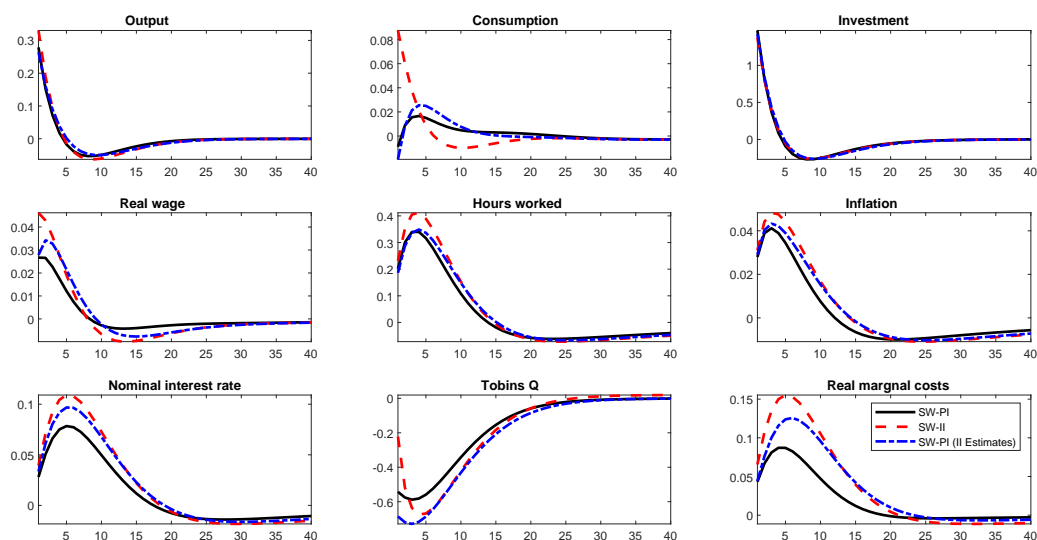 Output
0.3
0.2
0.1
0
5 10 15 20 25 30 35 40
Consumption
0.08
0.06
0.04
0.02
0
5 10 15 20 25 30 35 40
Investment
1
0.5
0
5 10 15 20 25 30 35 40
Real wage
0.04
0.03
0.02
0.01
0
5 10 15 20 25 30 35 40
Hours worked
0.4
0.3
0.2
0.1
0
5 10 15 20 25 30 35 40
Inflation
0.04
0.02
0
5 10 15 20 25 30 35 40
Nominal interest rate
0.1
0.05
0
5 10 15 20 25 30 35 40
Tobins Q
0
-0.2
-0.4
-0.6
5 10 15 20 25 30 35 40
Real margnal costs
0.15
0.1
0.05
0
5 10 15 20 25 30 35 40
SW-PI
SW-II
SW-PI (II Estimates)